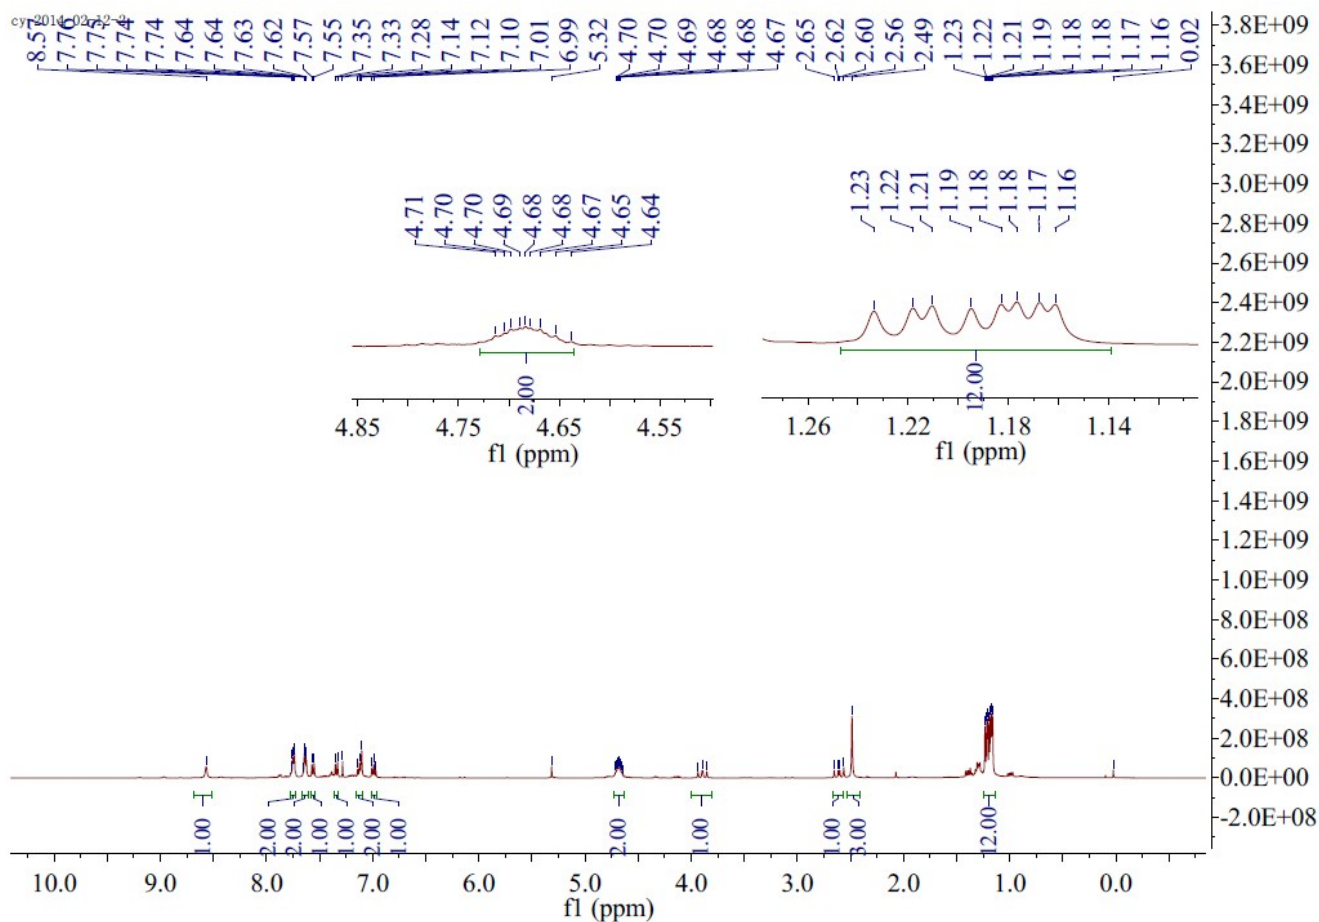 cy-2014-02-12-2
8.57 7.76 7.75 7.74 7.74 7.64 7.64 7.63 7.62 7.57 7.55 7.35 7.33 7.28 7.14 7.12 7.10 7.01 6.99 5.32 4.70 4.70 4.69 4.68 4.68 4.67 2.65 2.62 2.60 2.56 2.49 1.23 1.22 1.21 1.19 1.18 1.18 1.17 1.16 0.02
4.71 4.70 4.70 4.69 4.68 4.68 4.67 4.65 4.64
2.00
4.85 4.75 4.65 4.55
f1 (ppm)
1.23 1.22 1.21 1.19 1.18 1.18 1.17 1.16
12.00
1.26 1.22 1.18 1.14
f1 (ppm)
3.8E+09
3.6E+09
3.4E+09
3.2E+09
3.0E+09
2.8E+09
2.6E+09
2.4E+09
2.2E+09
2.0E+09
1.8E+09
1.6E+09
1.4E+09
1.2E+09
1.0E+09
8.0E+08
6.0E+08
4.0E+08
2.0E+08
0.0E+00
-2.0E+08
1.00 2.00 2.00 1.00 1.00 2.00 1.00 2.00 1.00 1.00 3.00 12.00
10.0 9.0 8.0 7.0 6.0 5.0 4.0 3.0 2.0 1.0 0.0
f1 (ppm)